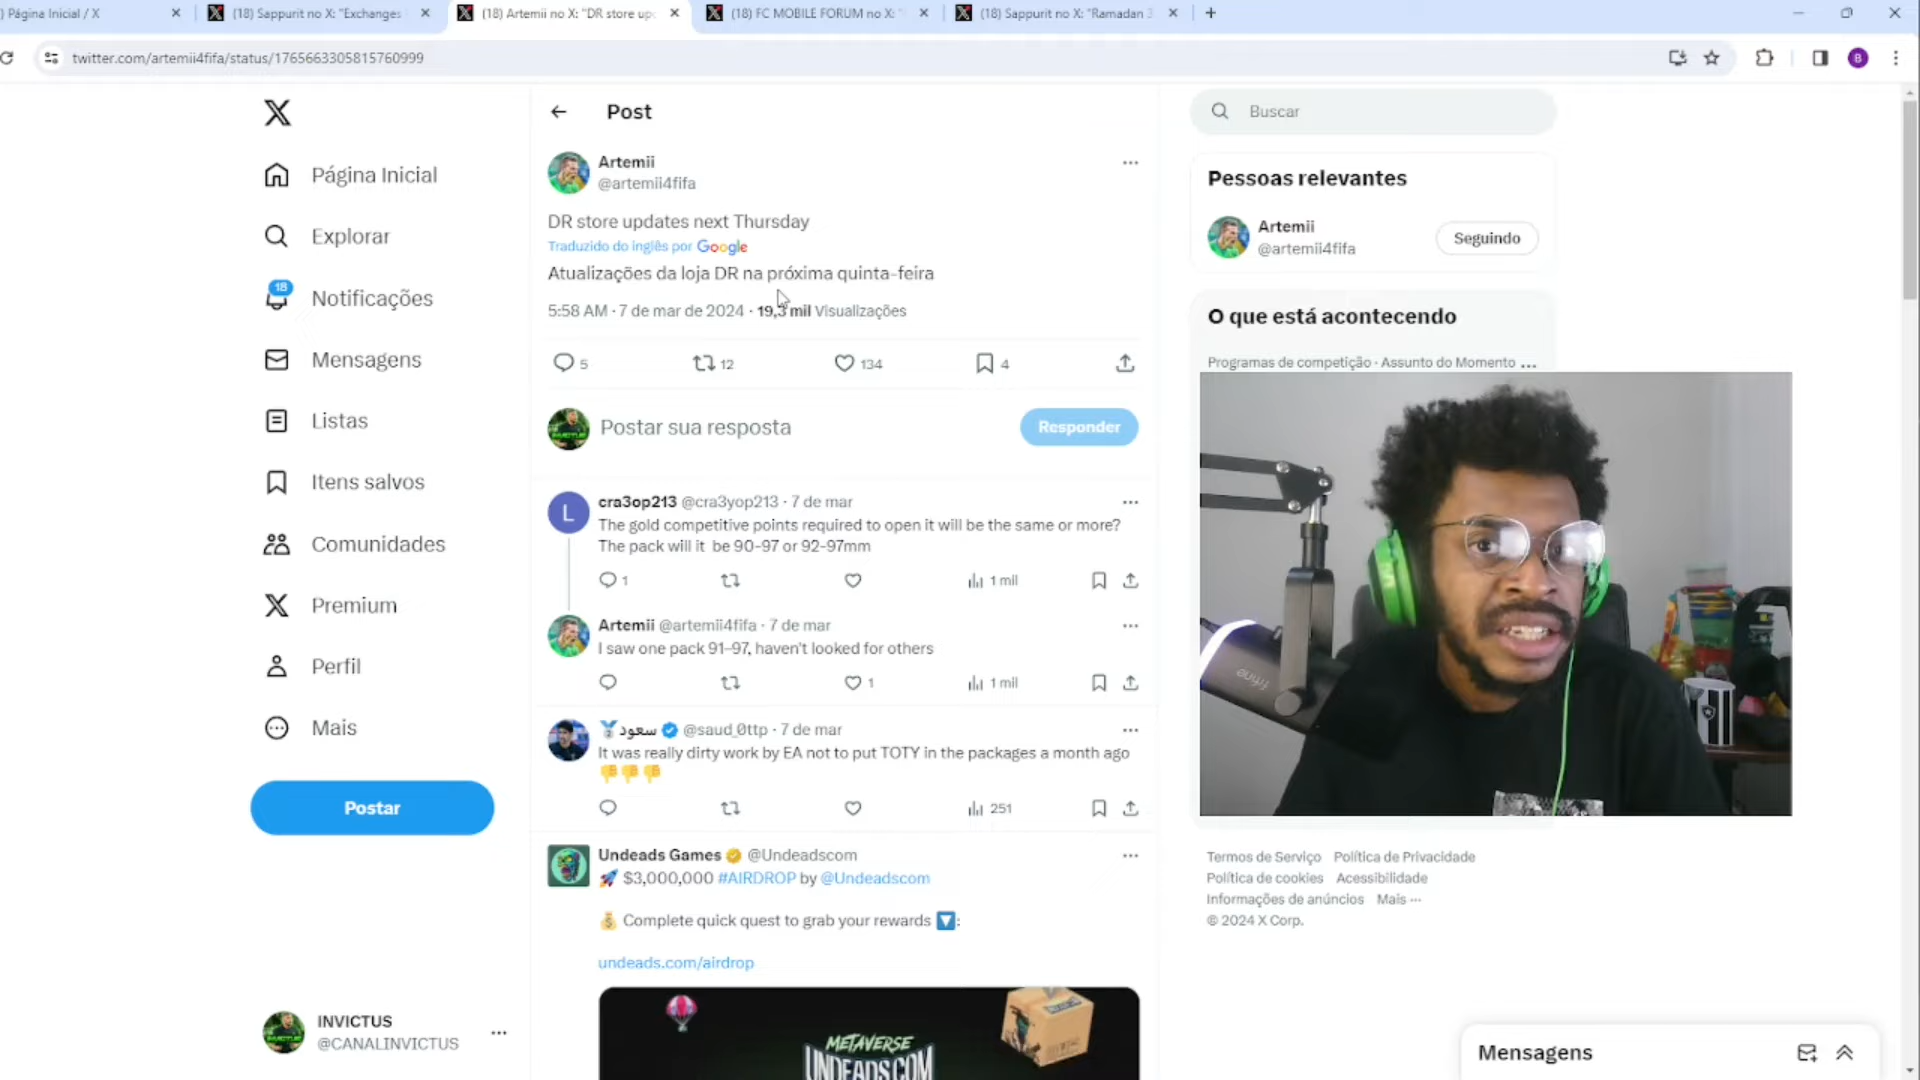 ) Página Inicial / X
(18) Sappurit no X: "Exchanges
(18) Artemii no X: "DR store upd
(18) FC MOBILE FORUM no X: "
(18) Sappurit no X: "Ramadan 3
twitter.com/artemii4fifa/status/1765663305815760999
B
Post
Buscar
Página Inicial
Explorar
18
Notificações
Mensagens
Listas
Itens salvos
Comunidades
Premium
Perfil
Mais
Postar
INVICTUS
@CANALINVICTUS
Artemii
@artemii4fifa
DR store updates next Thursday
Traduzido do inglês por Google
Atualizações da loja DR na próxima quinta-feira
5:58 AM · 7 de mar de 2024 · 19,3 mil Visualizações
5
12
134
4
Postar sua resposta
Responder
L
cra3op213 @cra3yop213 · 7 de mar
The gold competitive points required to open it will be the same or more?
The pack will it be 90-97 or 92-97mm
1
1 mil
Artemii @artemii4fifa · 7 de mar
I saw one pack 91–97, haven't looked for others
1
1 mil
سعود @saud_0ttp · 7 de mar
It was really dirty work by EA not to put TOTY in the packages a month ago
251
Undeads Games @Undeadscom
$3,000,000 #AIRDROP by @Undeadscom
Complete quick quest to grab your rewards :
undeads.com/airdrop
METAVERSE
UNDEADS.COM
Pessoas relevantes
Artemii
@artemii4fifa
Seguindo
O que está acontecendo
Programas de competição · Assunto do Momento
fifine
Termos de Serviço Política de Privacidade
Política de cookies Acessibilidade
Informações de anúncios Mais ···
© 2024 X Corp.
Mensagens